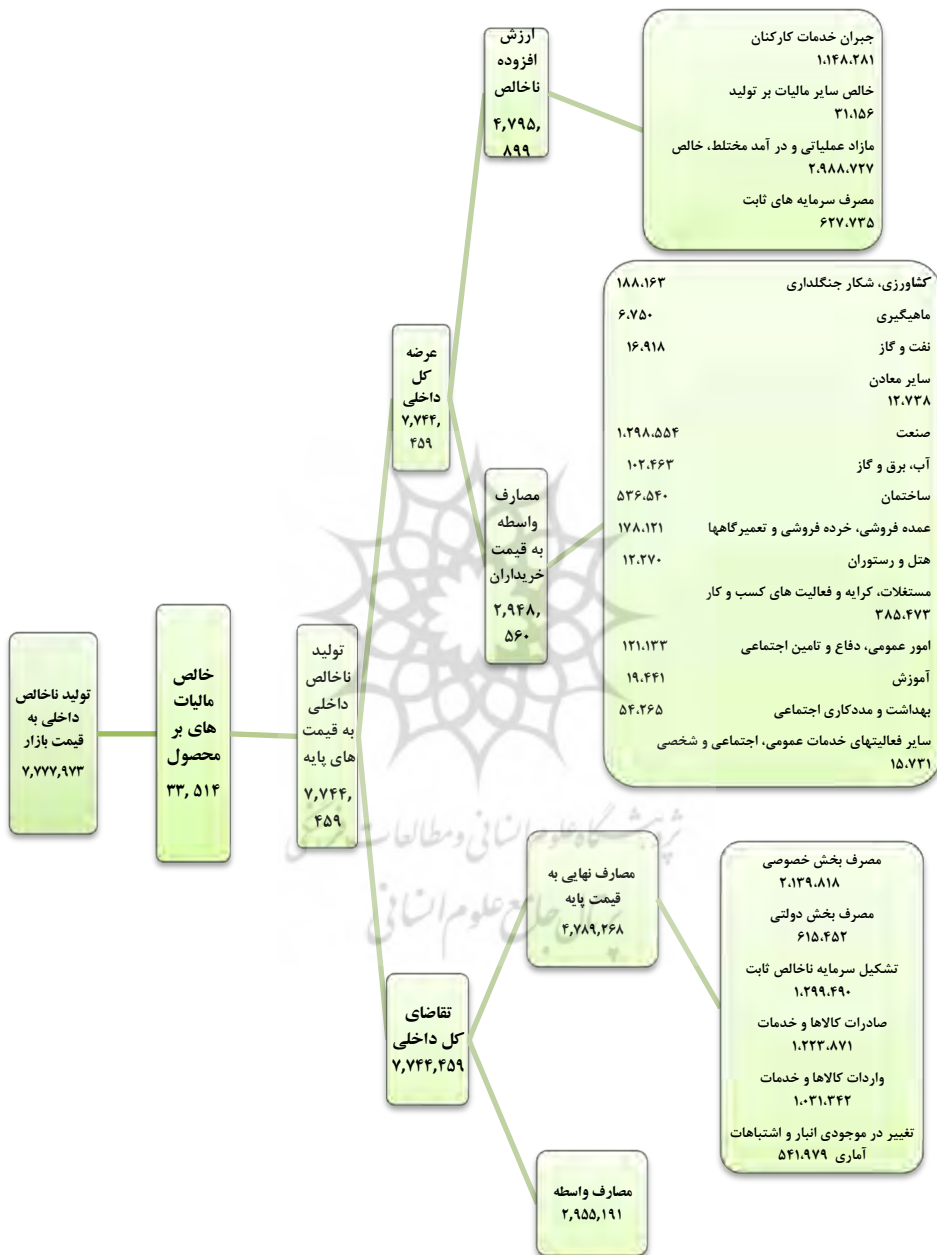 ارزش
افزوده
ناخالص
۴,۷۹۵,
۸۹۹
جبران خدمات کارکنان
۱،۱۴۸،۲۸۱
خالص سایر مالیات بر تولید
۳۱،۱۵۶
مازاد عملیاتی و در آمد مختلط، خالص
۲،۹۸۸،۷۲۷
مصرف سرمایه های ثابت
۶۲۷،۷۳۵
کشاورزی، شکار جنگلداری ۱۸۸،۱۶۳
ماهیگیری ۶،۷۵۰
نفت و گاز ۱۶،۹۱۸
سایر معادن
۱۲،۷۳۸
صنعت ۱،۲۹۸،۵۵۴
آب، برق و گاز ۱۰۲،۴۶۳
ساختمان ۵۳۶،۵۴۰
عمده فروشی، خرده فروشی و تعمیرگاهها ۱۷۸،۱۲۱
هتل و رستوران ۱۲،۲۷۰
مستغلات، کرایه و فعالیت های کسب و کار
۳۸۵،۴۷۳
امور عمومی، دفاع و تامین اجتماعی ۱۲۱،۱۳۳
آموزش ۱۹،۴۴۱
بهداشت و مددکاری اجتماعی ۵۴،۲۶۵
سایر فعالیتهای خدمات عمومی، اجتماعی و شخصی
۱۵،۷۳۱
عرضه
کل
داخلی
۷,۷۴۴,
۴۵۹
مصارف
واسطه
به قیمت
خریداران
۲,۹۴۸,
۵۶۰
تولید
ناخالص
داخلی
به قیمت
های پایه
۷,۷۴۴,
۴۵۹
خالص
مالیات
های بر
محصول
۳۳, ۵۱۴
تولید ناخالص
داخلی به
قیمت بازار
۷,۷۷۷,۹۷۳
پژوهشگاه علوم انسانی و مطالعات فرهنگی
پرتال جامع علوم انسانی
مصارف نهایی به
قیمت پایه
۴,۷۸۹,۲۶۸
مصرف بخش خصوصی
۲،۱۳۹،۸۱۸
مصرف بخش دولتی
۶۱۵،۴۵۲
تشکیل سرمایه ناخالص ثابت
۱،۲۹۹،۴۹۰
صادرات کالاها و خدمات
۱،۲۲۳،۸۷۱
واردات کالاها و خدمات
۱،۰۳۱،۳۴۲
تغییر در موجودی انبار و اشتباهات
آماری ۵۴۱،۹۷۹
تقاضای
کل داخلی
۷,۷۴۴,۴۵۹
مصارف واسطه
۲,۹۵۵,۱۹۱